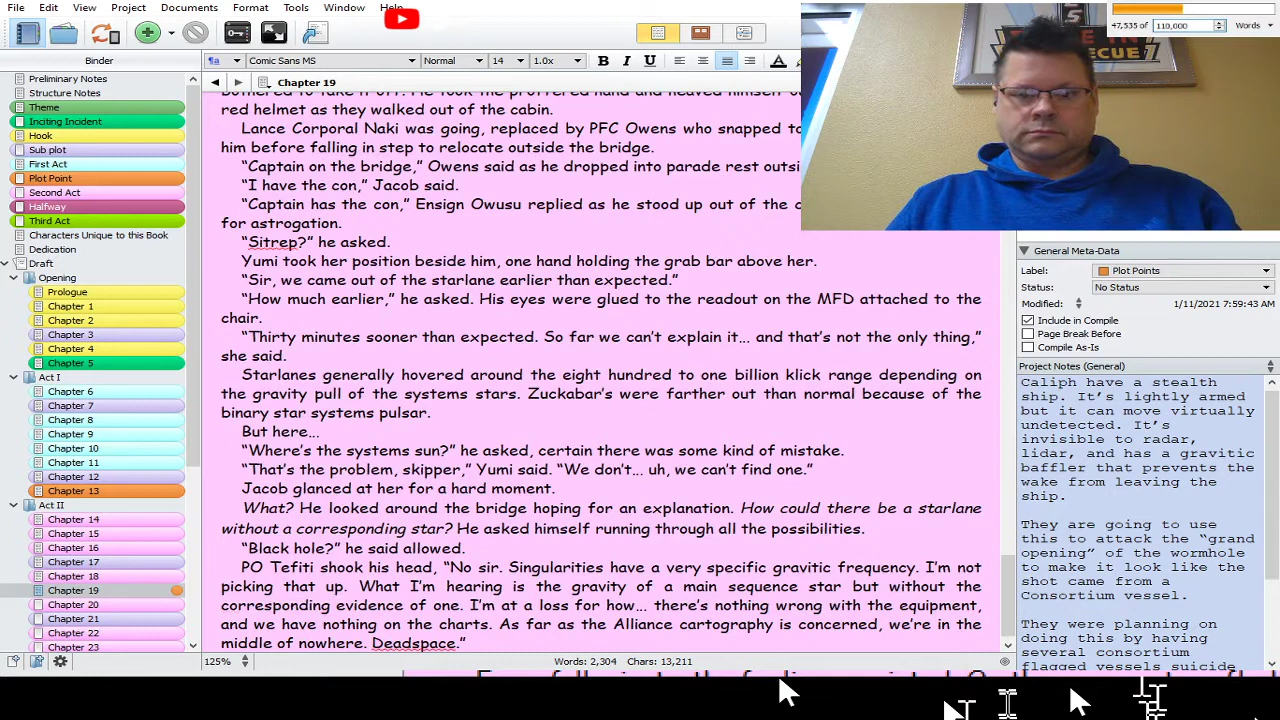 File Edit View Project Documents Format Tools Window Help
47,535 of 110,000 Words
Binder
Comic Sans MS Normal 14 1.0x B I U A
Preliminary Notes
Structure Notes
Theme
Inciting Incident
Hook
Sub plot
First Act
Plot Point
Second Act
Halfway
Third Act
Characters Unique to this Book
Dedication
Draft
Opening
Prologue
Chapter 1
Chapter 2
Chapter 3
Chapter 4
Chapter 5
Act I
Chapter 6
Chapter 7
Chapter 8
Chapter 9
Chapter 10
Chapter 11
Chapter 12
Chapter 13
Act II
Chapter 14
Chapter 15
Chapter 16
Chapter 17
Chapter 18
Chapter 19
Chapter 20
Chapter 21
Chapter 22
Chapter 23
Chapter 19
red helmet as they walked out of the cabin.
Lance Corporal Naki was going, replaced by PFC Owens who snapped to
him before falling in step to relocate outside the bridge.
“Captain on the bridge,” Owens said as he dropped into parade rest outsi
“I have the con,” Jacob said.
“Captain has the con,” Ensign Owusu replied as he stood up out of the c
for astrogation.
“Sitrep?” he asked.
Yumi took her position beside him, one hand holding the grab bar above her.
“Sir, we came out of the starlane earlier than expected.”
“How much earlier,” he asked. His eyes were glued to the readout on the MFD attached to the
chair.
“Thirty minutes sooner than expected. So far we can’t explain it... and that’s not the only thing,”
she said.
Starlanes generally hovered around the eight hundred to one billion klick range depending on
the gravity pull of the systems stars. Zuckabar’s were farther out than normal because of the
binary star systems pulsar.
But here...
“Where’s the systems sun?” he asked, certain there was some kind of mistake.
“That’s the problem, skipper,” Yumi said. “We don’t... uh, we can’t find one.”
Jacob glanced at her for a hard moment.
What? He looked around the bridge hoping for an explanation. How could there be a starlane
without a corresponding star? He asked himself running through all the possibilities.
“Black hole?” he said allowed.
PO Tefiti shook his head, “No sir. Singularities have a very specific gravitic frequency. I’m not
picking that up. What I’m hearing is the gravity of a main sequence star but without the
corresponding evidence of one. I’m at a loss for how... there’s nothing wrong with the equipment,
and we have nothing on the charts. As far as the Alliance cartography is concerned, we’re in the
middle of nowhere. Deadspace.”
125% Words: 2,304 Chars: 13,211
General Meta-Data
Label: Plot Points
Status: No Status
Modified: 1/11/2021 7:59:43 AM
Include in Compile
Page Break Before
Compile As-Is
Project Notes (General)
Caliph have a stealth
ship. It’s lightly armed
but it can move virtually
undetected. It’s
invisible to radar,
lidar, and has a gravitic
baffler that prevents the
wake from leaving the
ship.
They are going to use
this to attack the “grand
opening” of the wormhole
to make it look like the
shot came from a
Consortium vessel.
They were planning on
doing this by having
several consortium
flagged vessels suicide